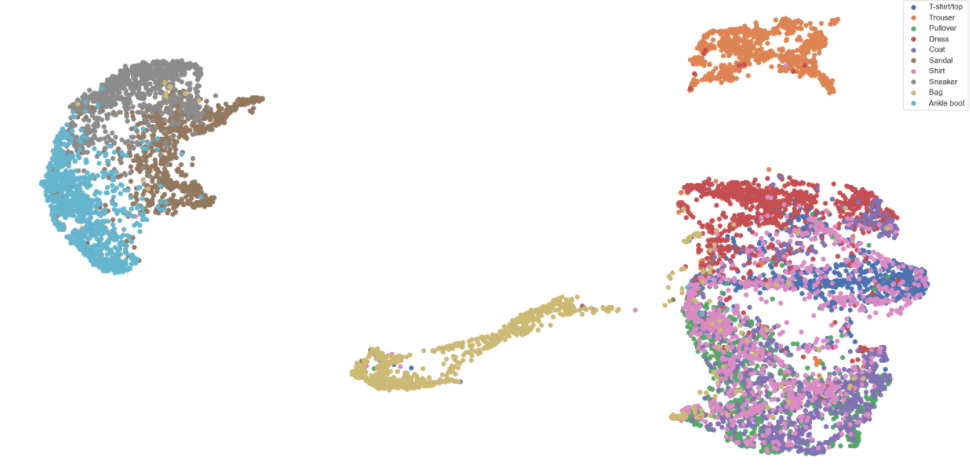 T-shirt/top
Trouser
Pullover
Dress
Coat
Sandal
Shirt
Sneaker
Bag
Ankle boot